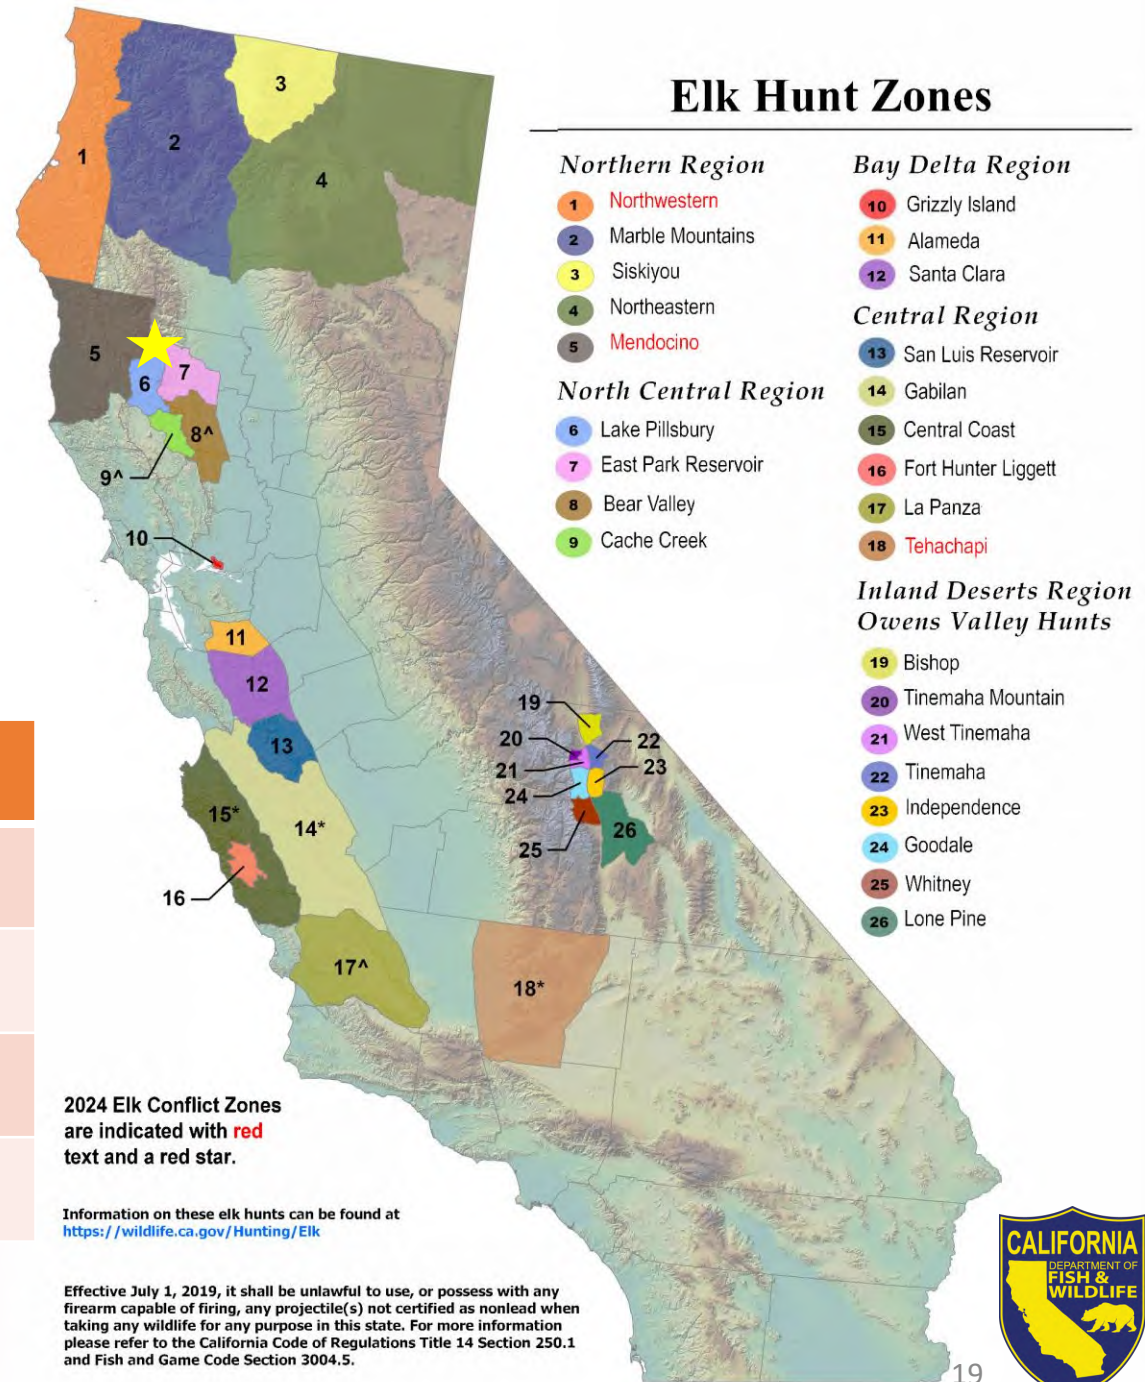 Elk Hunt Zones
Northern Region
1 Northwestern
2 Marble Mountains
3 Siskiyou
4 Northeastern
5 Mendocino
North Central Region
6 Lake Pillsbury
7 East Park Reservoir
8 Bear Valley
9 Cache Creek
Bay Delta Region
10 Grizzly Island
11 Alameda
12 Santa Clara
Central Region
13 San Luis Reservoir
14 Gabilan
15 Central Coast
16 Fort Hunter Liggett
17 La Panza
18 Tehachapi
Inland Deserts Region
Owens Valley Hunts
19 Bishop
20 Tinemaha Mountain
21 West Tinemaha
22 Tinemaha
23 Independence
24 Goodale
25 Whitney
26 Lone Pine
1
2
3
4
5
6
7
8^
9^
10
11
12
13
14*
15*
16
17^
18*
19
20
21
22
23
24
25
26
2024 Elk Conflict Zones
are indicated with red
text and a red star.
Information on these elk hunts can be found at
https://wildlife.ca.gov/Hunting/Elk
Effective July 1, 2019, it shall be unlawful to use, or possess with any
firearm capable of firing, any projectile(s) not certified as nonlead when
taking any wildlife for any purpose in this state. For more information
please refer to the California Code of Regulations Title 14 Section 250.1
and Fish and Game Code Section 3004.5.
CALIFORNIA
DEPARTMENT OF
FISH &
WILDLIFE
19